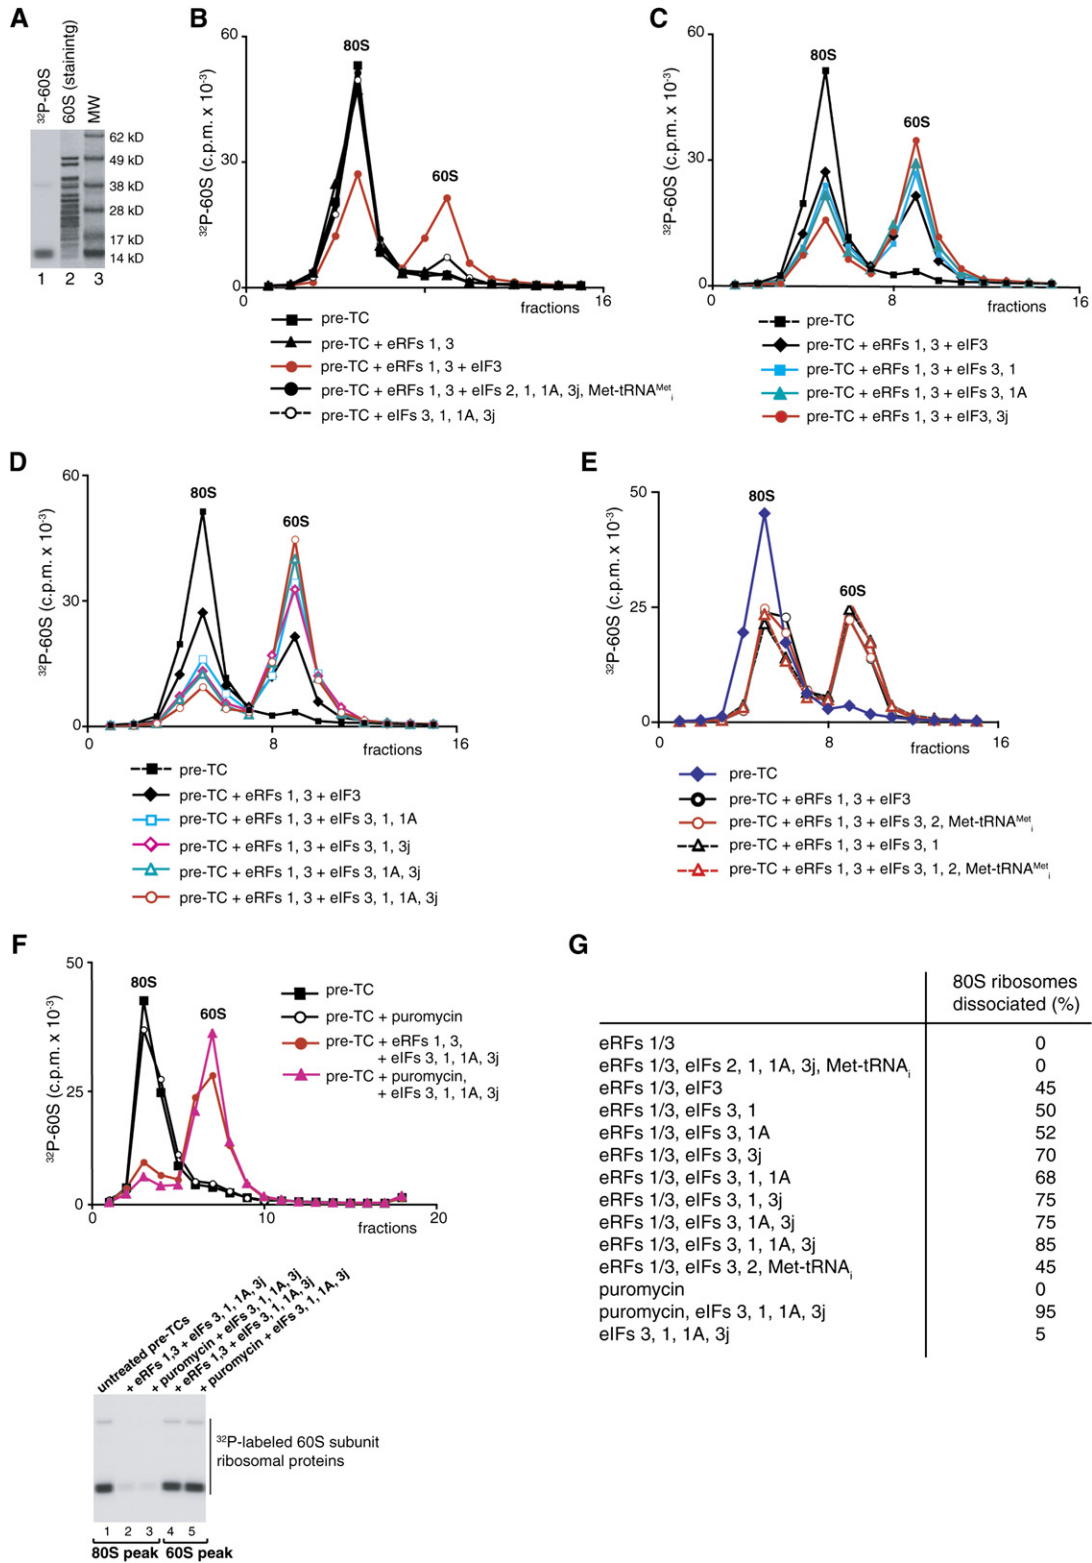 A
32P-60S
60S (stainintg)
MW
62 kD
49 kD
38 kD
28 kD
17 kD
14 kD
1 2 3
B
60
30
0
32P-60S (c.p.m. x 10-3)
80S
60S
0 fractions 16
pre-TC
pre-TC + eRFs 1, 3
pre-TC + eRFs 1, 3 + eIF3
pre-TC + eRFs 1, 3 + eIFs 2, 1, 1A, 3j, Met-tRNAMeti
pre-TC + eIFs 3, 1, 1A, 3j
C
60
30
0
32P-60S (c.p.m. x 10-3)
80S
60S
0 8 fractions 16
pre-TC
pre-TC + eRFs 1, 3 + eIF3
pre-TC + eRFs 1, 3 + eIFs 3, 1
pre-TC + eRFs 1, 3 + eIFs 3, 1A
pre-TC + eRFs 1, 3 + eIF3, 3j
D
60
30
0
32P-60S (c.p.m. x 10-3)
80S
60S
0 8 fractions 16
pre-TC
pre-TC + eRFs 1, 3 + eIF3
pre-TC + eRFs 1, 3 + eIFs 3, 1, 1A
pre-TC + eRFs 1, 3 + eIFs 3, 1, 3j
pre-TC + eRFs 1, 3 + eIFs 3, 1A, 3j
pre-TC + eRFs 1, 3 + eIFs 3, 1, 1A, 3j
E
50
25
0
32P-60S (c.p.m. x 10-3)
80S
60S
0 8 fractions 16
pre-TC
pre-TC + eRFs 1, 3 + eIF3
pre-TC + eRFs 1, 3 + eIFs 3, 2, Met-tRNAMeti
pre-TC + eRFs 1, 3 + eIFs 3, 1
pre-TC + eRFs 1, 3 + eIFs 3, 1, 2, Met-tRNAMeti
F
50
25
0
32P-60S (c.p.m. x 10-3)
80S
60S
0 10 fractions 20
pre-TC
pre-TC + puromycin
pre-TC + eRFs 1, 3,
+ eIFs 3, 1, 1A, 3j
pre-TC + puromycin,
+ eIFs 3, 1, 1A, 3j
untreated pre-TCs
+ eRFs 1,3 + eIFs 3, 1, 1A, 3j
+ puromycin + eIFs 3, 1, 1A, 3j
+ eRFs 1,3 + eIFs 3, 1, 1A, 3j
+ puromycin + eIFs 3, 1, 1A, 3j
32P-labeled 60S subunit
ribosomal proteins
1 2 3 4 5
80S peak 60S peak
G
80S ribosomes
dissociated (%)
eRFs 1/3 0
eRFs 1/3, eIFs 2, 1, 1A, 3j, Met-tRNAi 0
eRFs 1/3, eIF3 45
eRFs 1/3, eIFs 3, 1 50
eRFs 1/3, eIFs 3, 1A 52
eRFs 1/3, eIFs 3, 3j 70
eRFs 1/3, eIFs 3, 1, 1A 68
eRFs 1/3, eIFs 3, 1, 3j 75
eRFs 1/3, eIFs 3, 1A, 3j 75
eRFs 1/3, eIFs 3, 1, 1A, 3j 85
eRFs 1/3, eIFs 3, 2, Met-tRNAi 45
puromycin 0
puromycin, eIFs 3, 1, 1A, 3j 95
eIFs 3, 1, 1A, 3j 5